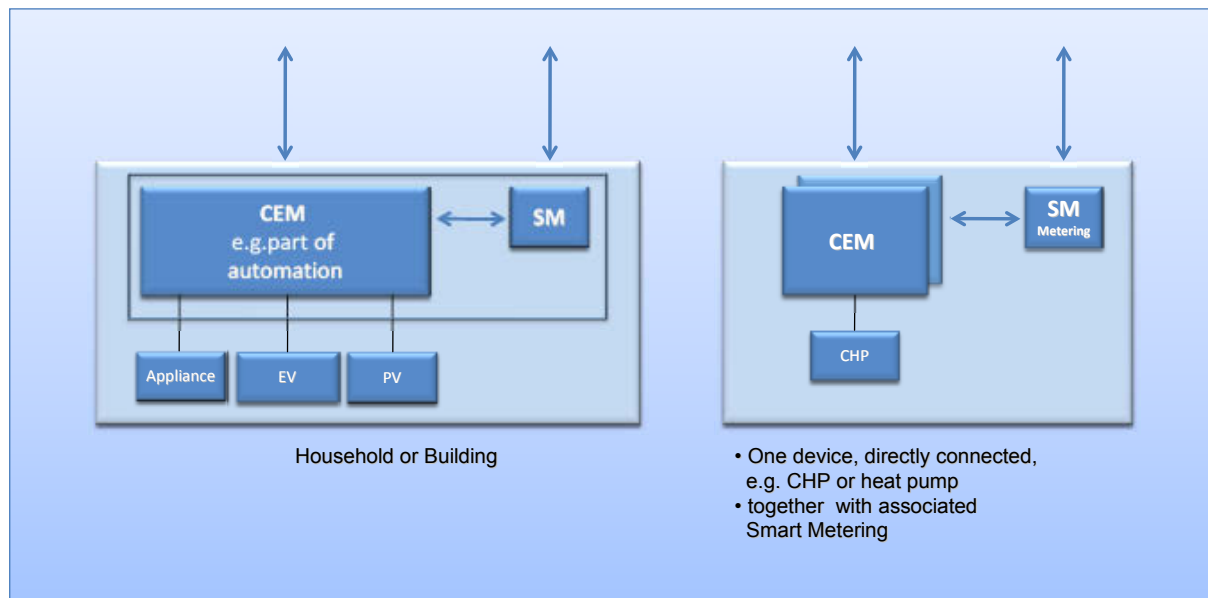 CEM
e.g.part of
automation
SM
Appliance
EV
PV
Household or Building
CEM
SM
Metering
CHP
• One device, directly connected,
e.g. CHP or heat pump
• together with associated
Smart Metering